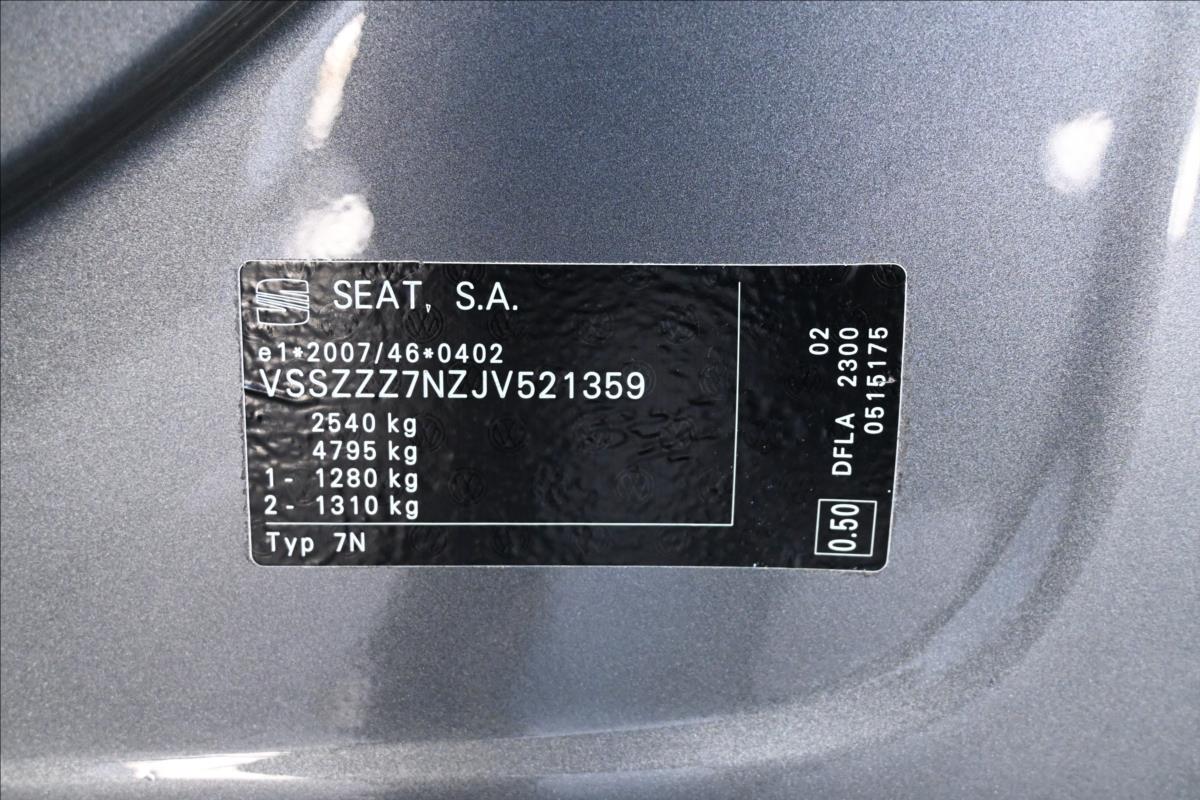 SEAT, S.A.
e1*2007/46*0402
VSSZZZ7NZJV521359
2540 kg
4795 kg
1- 1280 kg
2- 1310 kg
Typ 7N
02
DFLA 2300
0515175
0.50